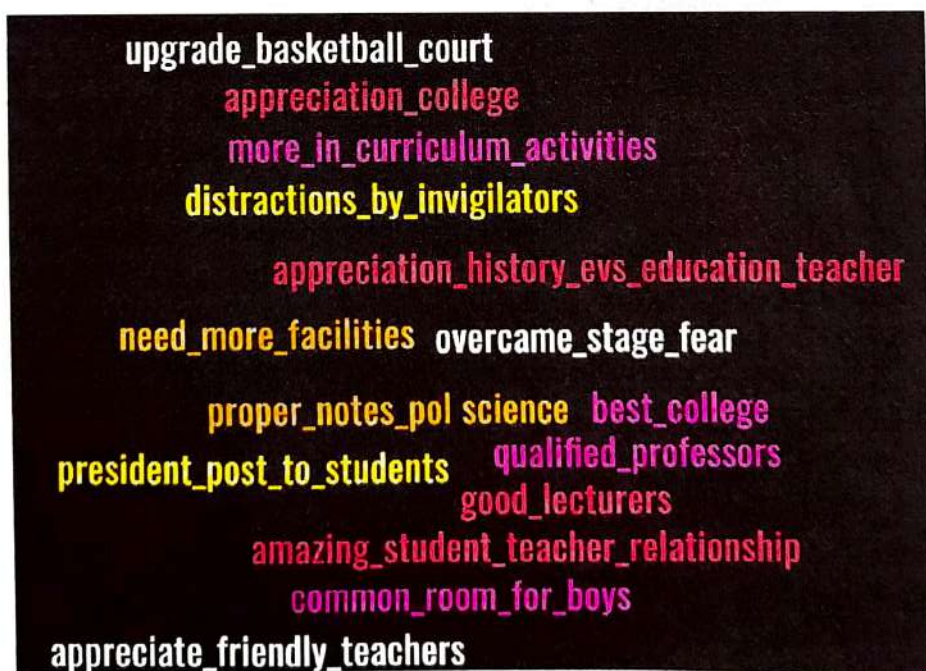 upgrade_basketball_court
appreciation_college
more_in_curriculum_activities
distractions_by_invigilators
appreciation_history_evs_education_teacher
need_more_facilities overcame_stage_fear
proper_notes_pol science best_college
president_post_to_students qualified_professors
good_lecturers
amazing_student_teacher_relationship
common_room_for_boys
appreciate_friendly_teachers